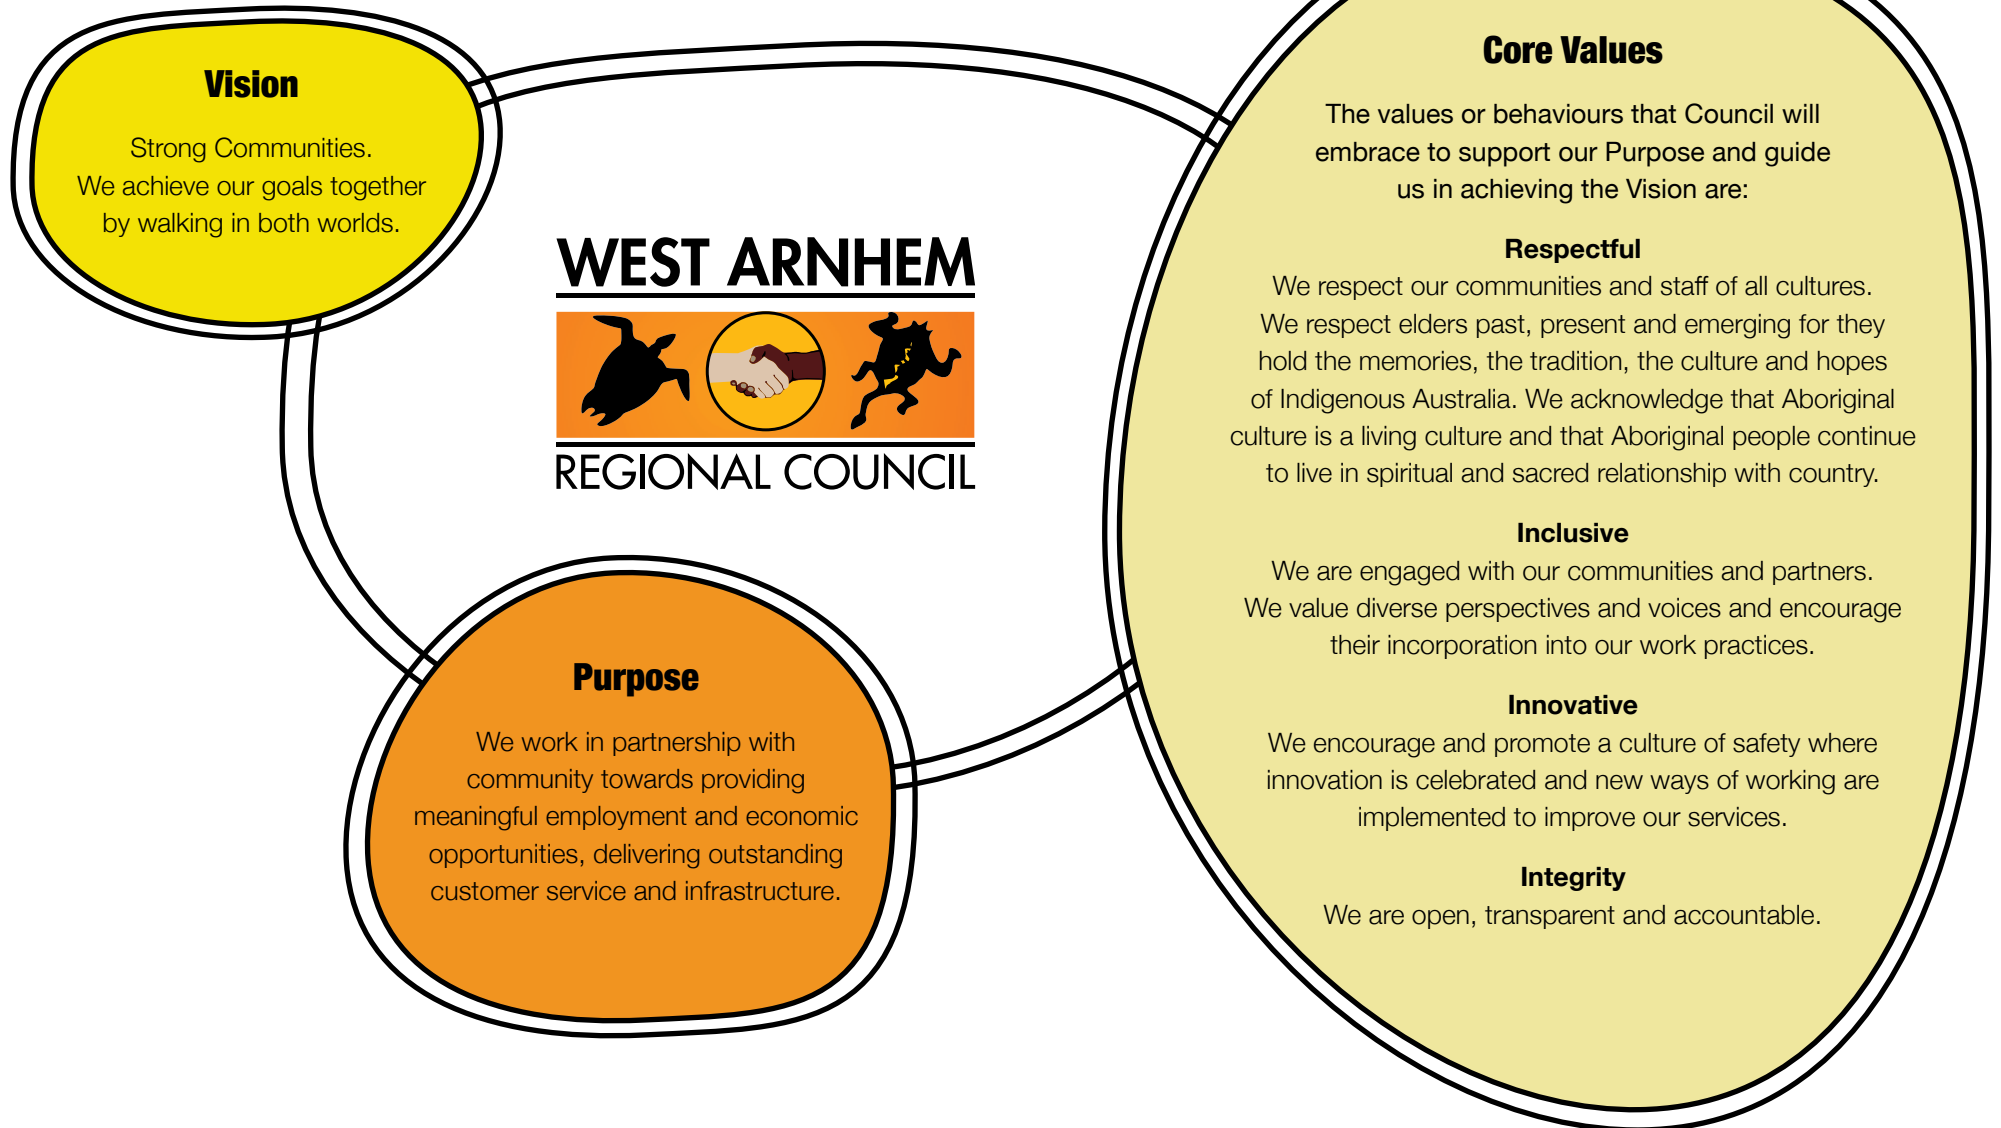 Vision
Strong Communities.
We achieve our goals together
by walking in both worlds.
WEST ARNHEM
REGIONAL COUNCIL
Purpose
We work in partnership with
community towards providing
meaningful employment and economic
opportunities, delivering outstanding
customer service and infrastructure.
Core Values
The values or behaviours that Council will
embrace to support our Purpose and guide
us in achieving the Vision are:
Respectful
We respect our communities and staff of all cultures.
We respect elders past, present and emerging for they
hold the memories, the tradition, the culture and hopes
of Indigenous Australia. We acknowledge that Aboriginal
culture is a living culture and that Aboriginal people continue
to live in spiritual and sacred relationship with country.
Inclusive
We are engaged with our communities and partners.
We value diverse perspectives and voices and encourage
their incorporation into our work practices.
Innovative
We encourage and promote a culture of safety where
innovation is celebrated and new ways of working are
implemented to improve our services.
Integrity
We are open, transparent and accountable.